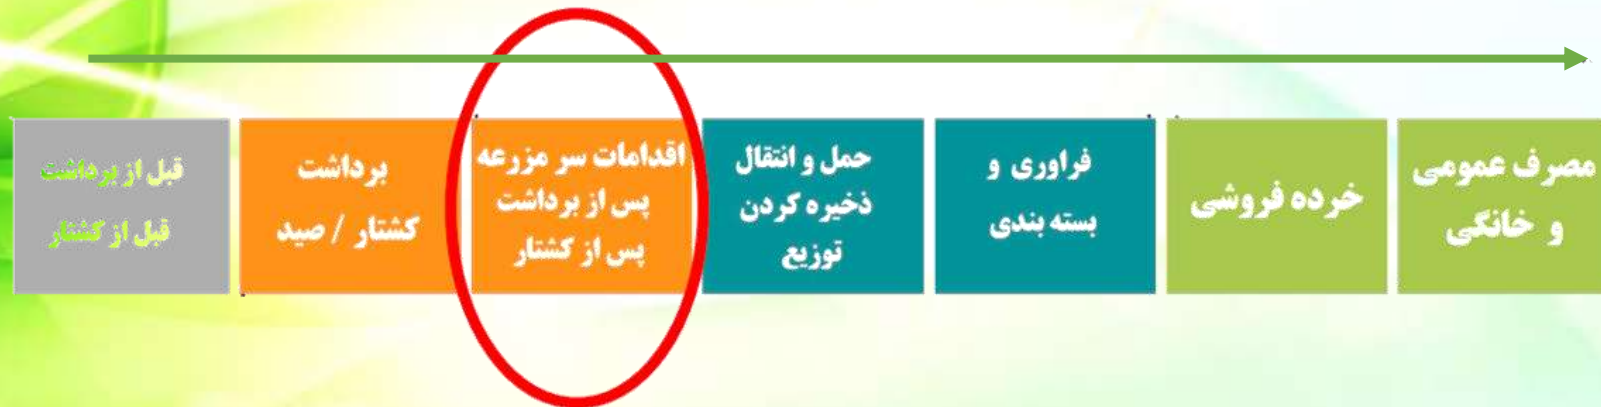 قبل از برداشت
قبل از کشتار
برداشت
کشتار / صید
اقدامات سر مزرعه
پس از برداشت
پس از کشتار
حمل و انتقال
ذخیره کردن
توزیع
فراوری و
بسته بندی
خرده فروشی
مصرف عمومی
و خانگی